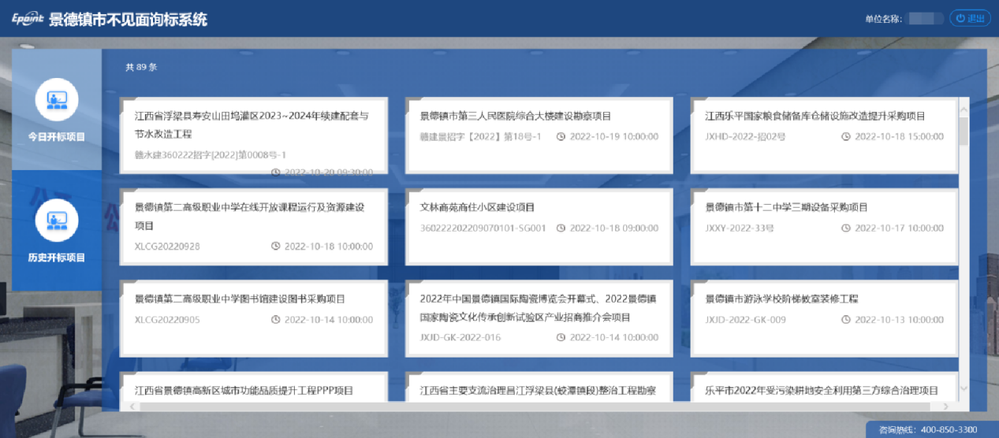 Epoint 景德镇市不见面询标系统
单位名称：
退出
共 89 条
今日开标项目
历史开标项目
江西省浮梁县寿安山田坞灌区2023~2024年续建配套与
节水改造工程
赣水建360222招字[2022]第0008号-1
2022-10-20 09:30:00
景德镇市第三人民医院综合大楼建设勘察项目
赣建景招字【2022】第18号-1 2022-10-19 10:00:00
江西乐平国家粮食储备库仓储设施改造提升采购项目
JXHD-2022-招02号 2022-10-18 15:00:00
景德镇第二高级职业中学在线开放课程运行及资源建设
项目
XLCG20220928 2022-10-18 10:00:00
文林商苑商住小区建设项目
360222202209070101-SG001 2022-10-18 09:00:00
景德镇市第十二中学三期设备采购项目
JXXY-2022-33号 2022-10-17 10:00:00
景德镇第二高级职业中学图书馆建设图书采购项目
XLCG20220905 2022-10-14 10:00:00
2022年中国景德镇国际陶瓷博览会开幕式、2022景德镇
国家陶瓷文化传承创新试验区产业招商推介会项目
JXJD-GK-2022-016 2022-10-14 10:00:00
景德镇市游泳学校阶梯教室装修工程
JXJD-2022-GK-009 2022-10-13 10:00:00
江西省景德镇高新区城市功能品质提升工程PPP项目
江西省主要支流治理昌江浮梁县(蛟潭镇段)整治工程勘察
乐平市2022年受污染耕地安全利用第三方综合治理项目
咨询热线：400-850-3300